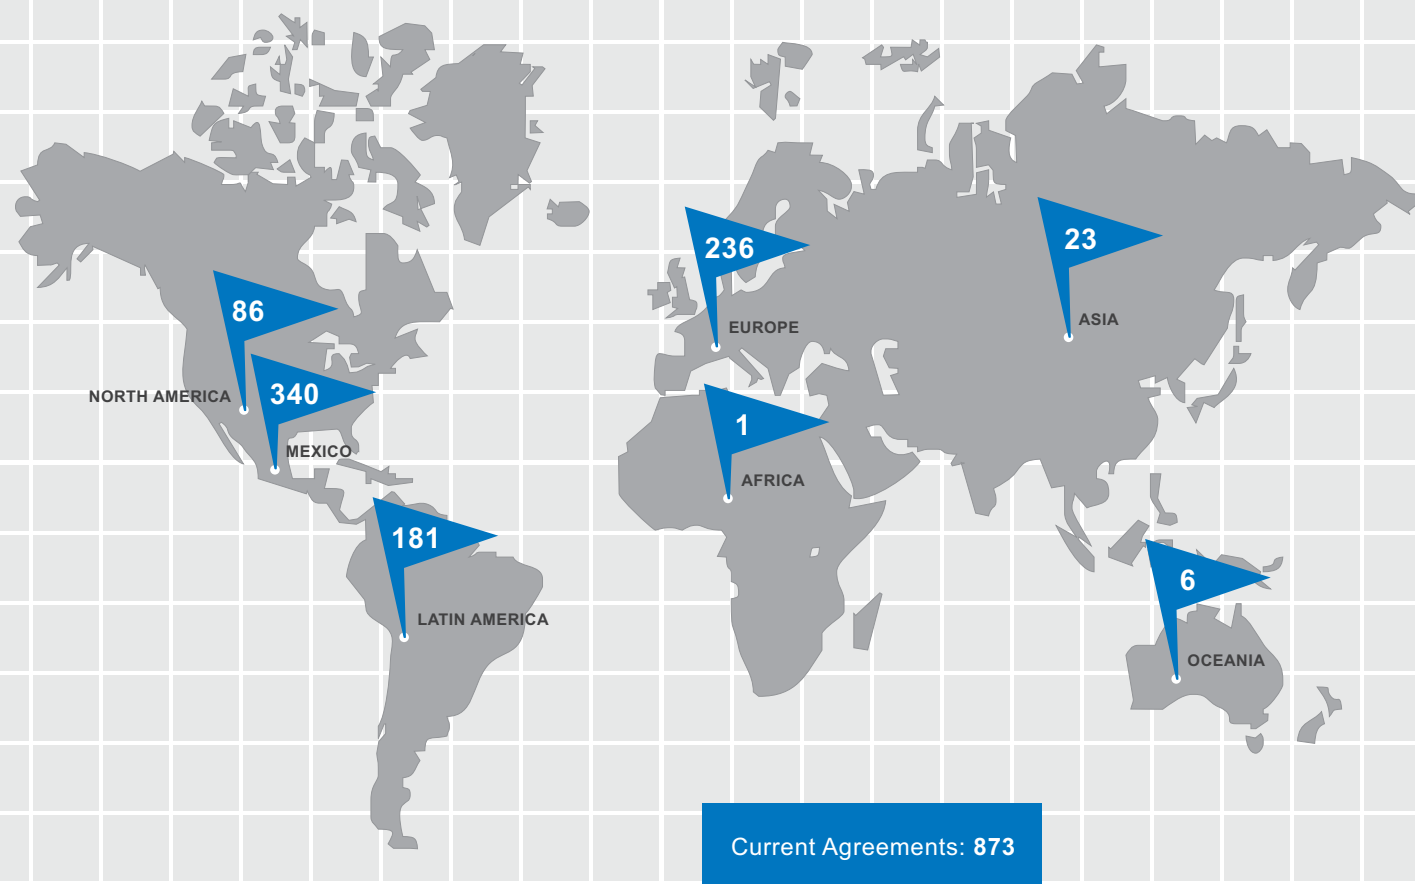 23
236
EUROPE
ASIA
86
NORTH AMERICA
340
MEXICO
1
AFRICA
181
LATIN AMERICA
6
OCEANIA
Current Agreements: 873